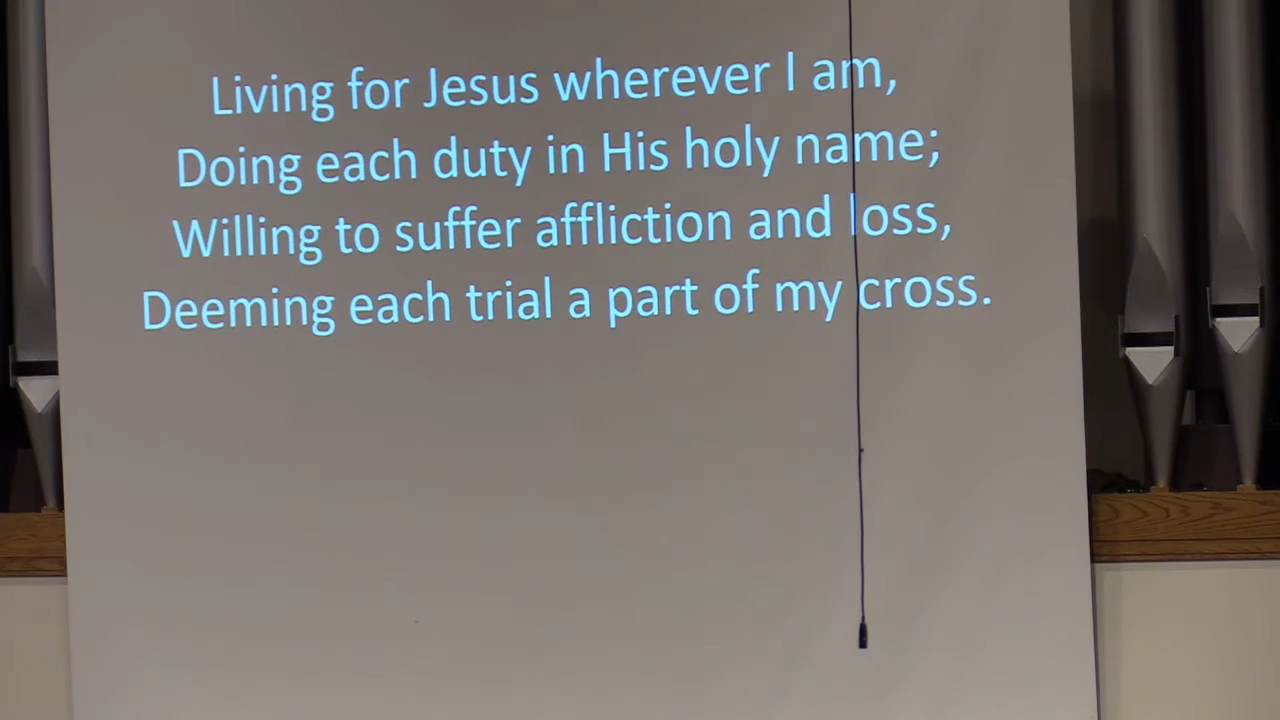 Living for Jesus wherever I am,
Doing each duty in His holy name;
Willing to suffer affliction and loss,
Deeming each trial a part of my cross.